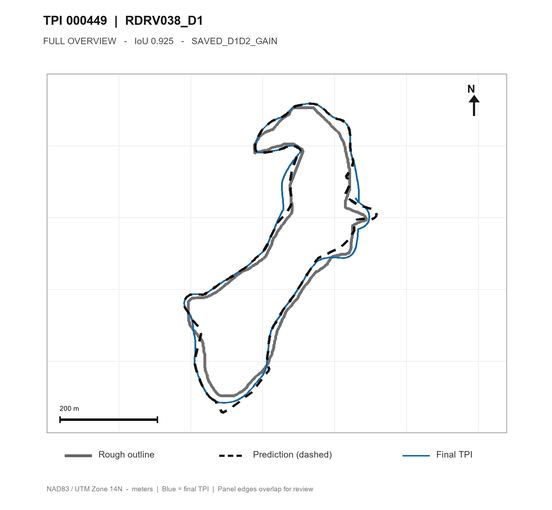 TPI 000449 | RDRV038_D1
FULL OVERVIEW - IoU 0.925 - SAVED_D1D2_GAIN
N
200 m
Rough outline
Prediction (dashed)
Final TPI
NAD83 / UTM Zone 14N - meters | Blue = final TPI | Panel edges overlap for review